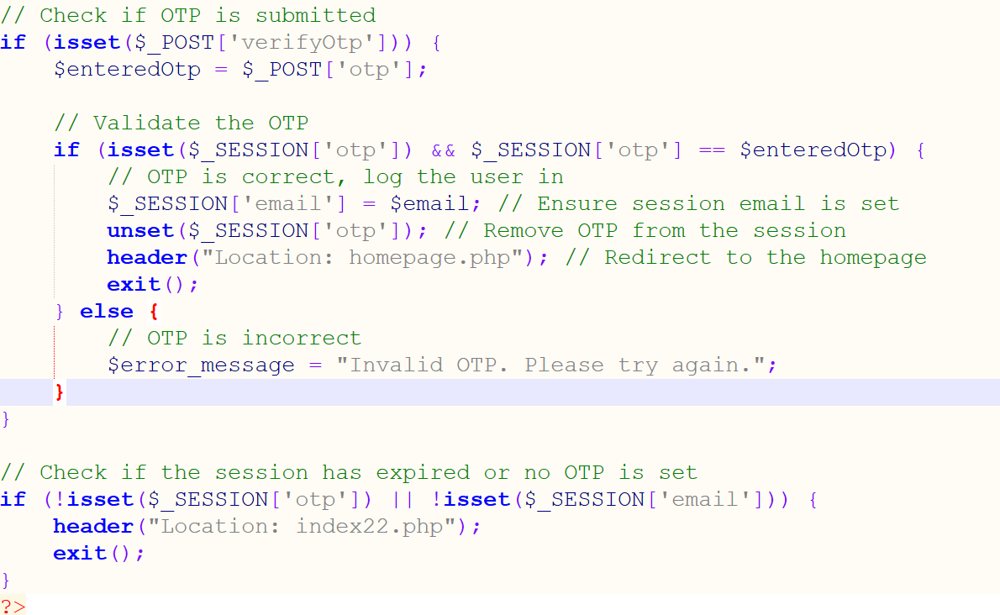 // Check if OTP is submitted
if (isset($_POST['verifyOtp'])) {
    $enteredOtp = $_POST['otp'];

    // Validate the OTP
    if (isset($_SESSION['otp']) && $_SESSION['otp'] == $enteredOtp) {
        // OTP is correct, log the user in
        $_SESSION['email'] = $email; // Ensure session email is set
        unset($_SESSION['otp']); // Remove OTP from the session
        header("Location: homepage.php"); // Redirect to the homepage
        exit();
    } else {
        // OTP is incorrect
        $error_message = "Invalid OTP. Please try again.";
    }
}

// Check if the session has expired or no OTP is set
if (!isset($_SESSION['otp']) || !isset($_SESSION['email'])) {
    header("Location: index22.php");
    exit();
}
?>